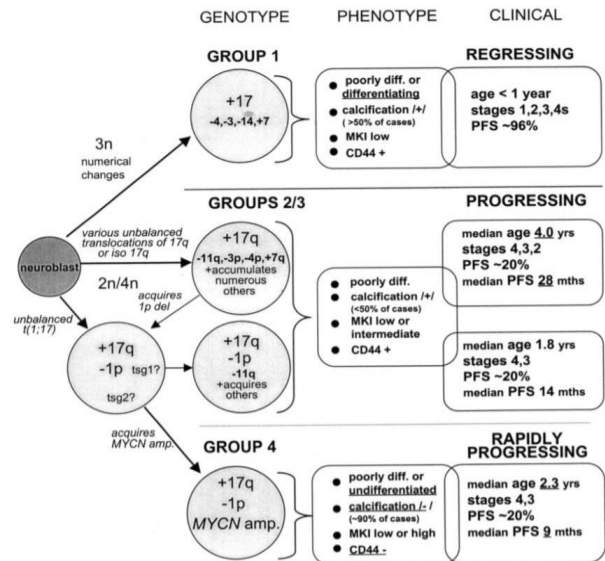 GENOTYPE PHENOTYPE CLINICAL
GROUP 1
REGRESSING
+17
-4,-3,-14,+7
poorly diff. or
differentiating
calcification /+/
( >50% of cases)
MKI low
CD44 +
age < 1 year
stages 1,2,3,4s
PFS ~96%
3n
numerical
changes
GROUPS 2/3
PROGRESSING
neuroblast
various unbalanced
translocations of 17q
or iso 17q
2n/4n
+17q
-11q,-3p,-4p,+7q
+accumulates
numerous
others
acquires
1p del
unbalanced
t(1;17)
+17q
-1p tsg1?
tsg2?
+17q
-1p
-11q
+acquires
others
poorly diff.
calcification /+/
(<50% of cases)
MKI low or
intermediate
CD44 +
median age 4.0 yrs
stages 4,3,2
PFS ~20%
median PFS 28 mths
median age 1.8 yrs
stages 4,3
PFS ~20%
median PFS 14 mths
acquires
MYCN amp.
GROUP 4
RAPIDLY
PROGRESSING
+17q
-1p
MYCN amp.
poorly diff. or
undifferentiated
calcification /-/
(~90% of cases)
MKI low or high
CD44 -
median age 2.3 yrs
stages 4,3
PFS ~20%
median PFS 9 mths